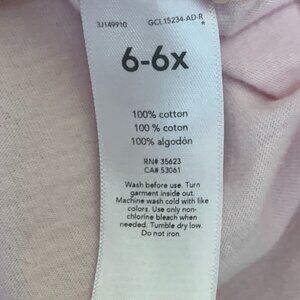 3J149910 GCL15234-AD-R
*
6-6x
100% cotton
100 % coton
100% algodón
RN# 35623
CA# 53061
Wash before use. Turn
garment inside out.
Machine wash cold with like
colors. Use only non-
chlorine bleach when
needed. Tumble dry low.
Do not iron.